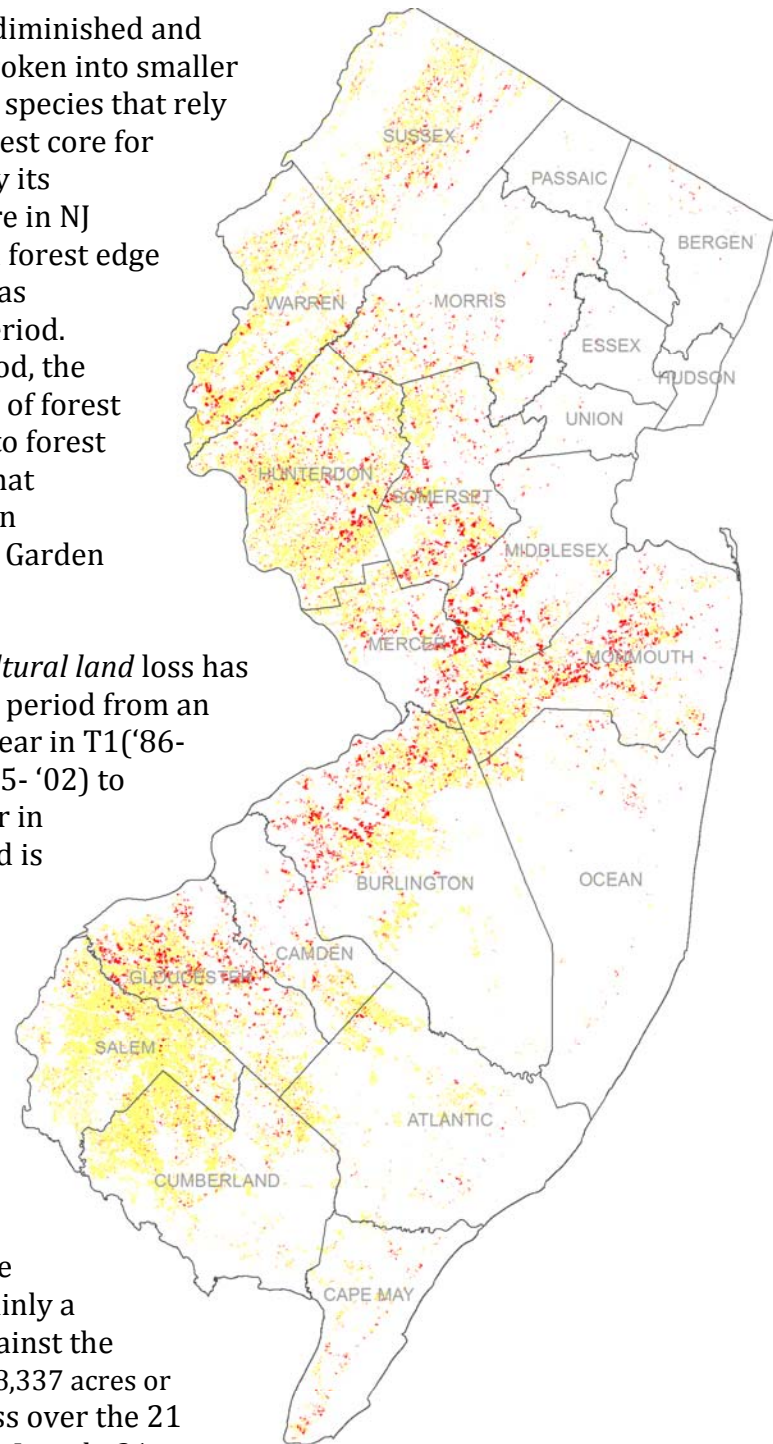 diminished and
oken into smaller
species that rely
est core for
y its
re in NJ
forest edge
as
eriod.
od, the
of forest
to forest
hat
n
Garden
ltural land loss has
period from an
ear in T1(‘86-
5- ‘02) to
r in
d is
e
inly a
ainst the
8,337 acres or
ss over the 21
SUSSEX
PASSAIC
BERGEN
WARREN
MORRIS
ESSEX
HUDSON
UNION
HUNTERDON
SOMERSET
MIDDLESEX
MERCER
MONMOUTH
BURLINGTON
OCEAN
CAMDEN
GLOUCESTER
SALEM
ATLANTIC
CUMBERLAND
CAPE MAY